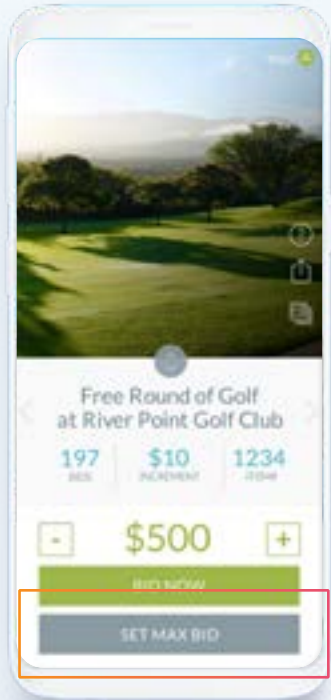 Free Round of Golf
at River Point Golf Club
197 $10 1234
BIDS INCREMENT ITEM#
- $500 +
BID NOW
SET MAX BID